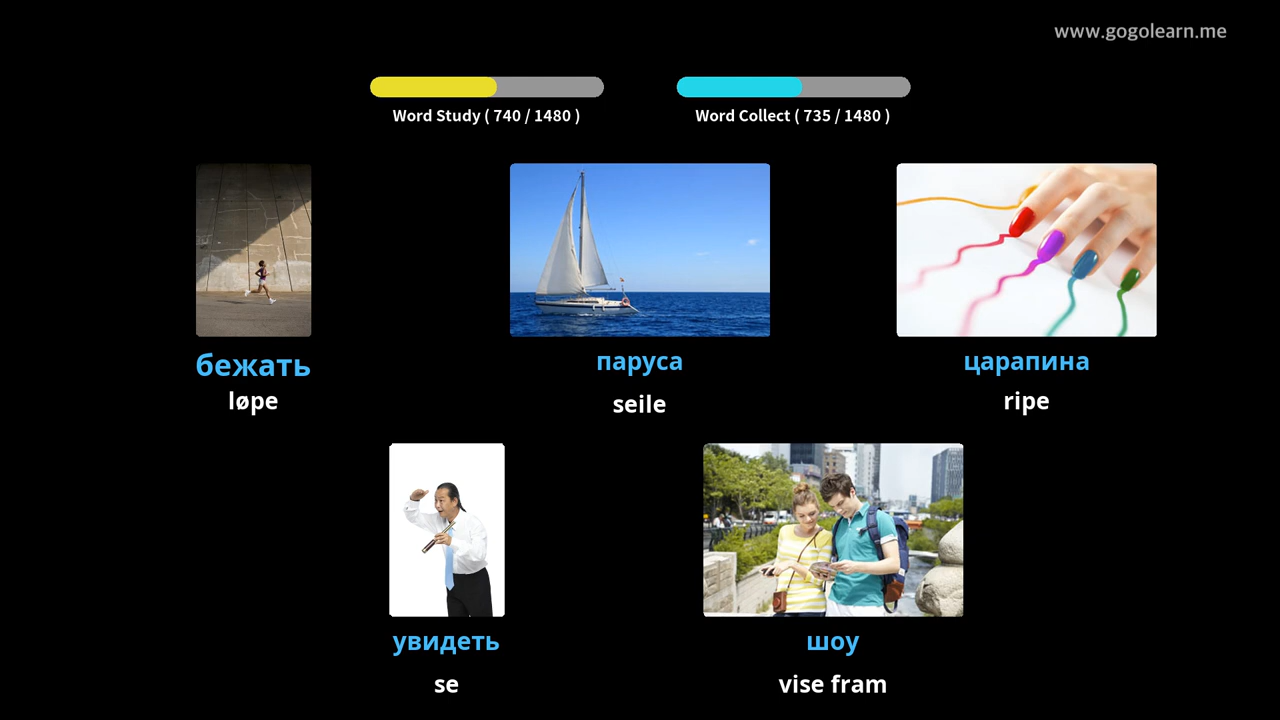 www.gogolearn.me
Word Study ( 740 / 1480 )
Word Collect ( 735 / 1480 )
бежать
løpe
паруса
seile
царапина
ripe
увидеть
se
шоу
vise fram